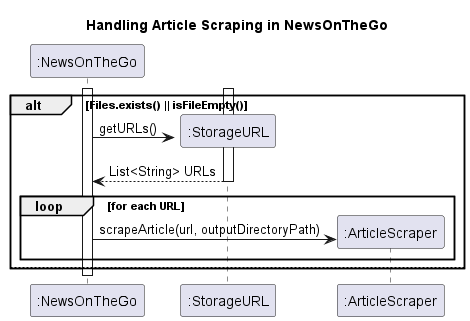 Handling Article Scraping in NewsOnTheGo
:NewsOnTheGo
alt [Files.exists() || isFileEmpty()]
getURLs()
:StorageURL
List<String> URLs
loop [for each URL]
scrapeArticle(url, outputDirectoryPath)
:ArticleScraper
:NewsOnTheGo :StorageURL :ArticleScraper